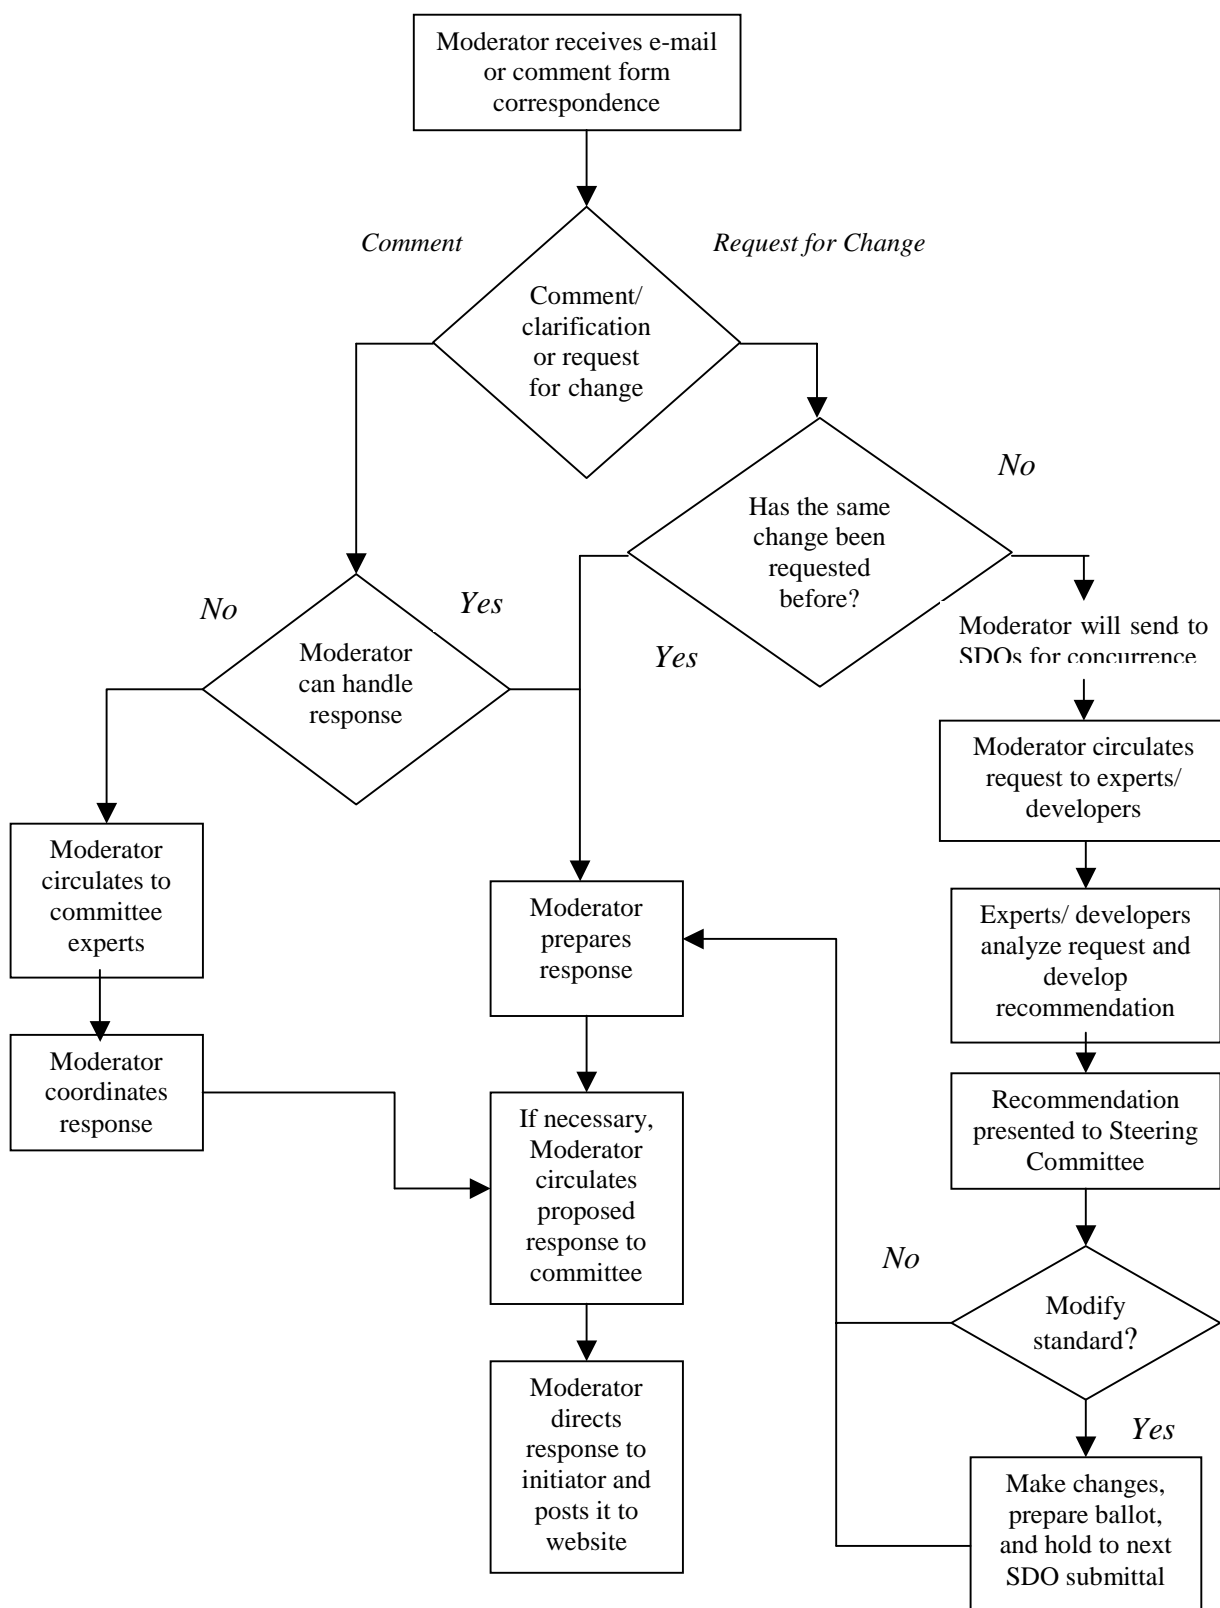 Moderator receives e-mail
or comment form
correspondence
Comment
Request for Change
Comment/
clarification
or request
for change
No
Has the same
change been
requested
before?
No
Yes
Yes
Moderator will send to
SDOs for concurrence
Moderator
can handle
response
Moderator circulates
request to experts/
developers
Moderator
circulates to
committee
experts
Moderator
prepares
response
Experts/ developers
analyze request and
develop
recommendation
Moderator
coordinates
response
If necessary,
Moderator
circulates
proposed
response to
committee
Recommendation
presented to Steering
Committee
No
Modify
standard?
Yes
Moderator
directs
response to
initiator and
posts it to
website
Make changes,
prepare ballot,
and hold to next
SDO submittal